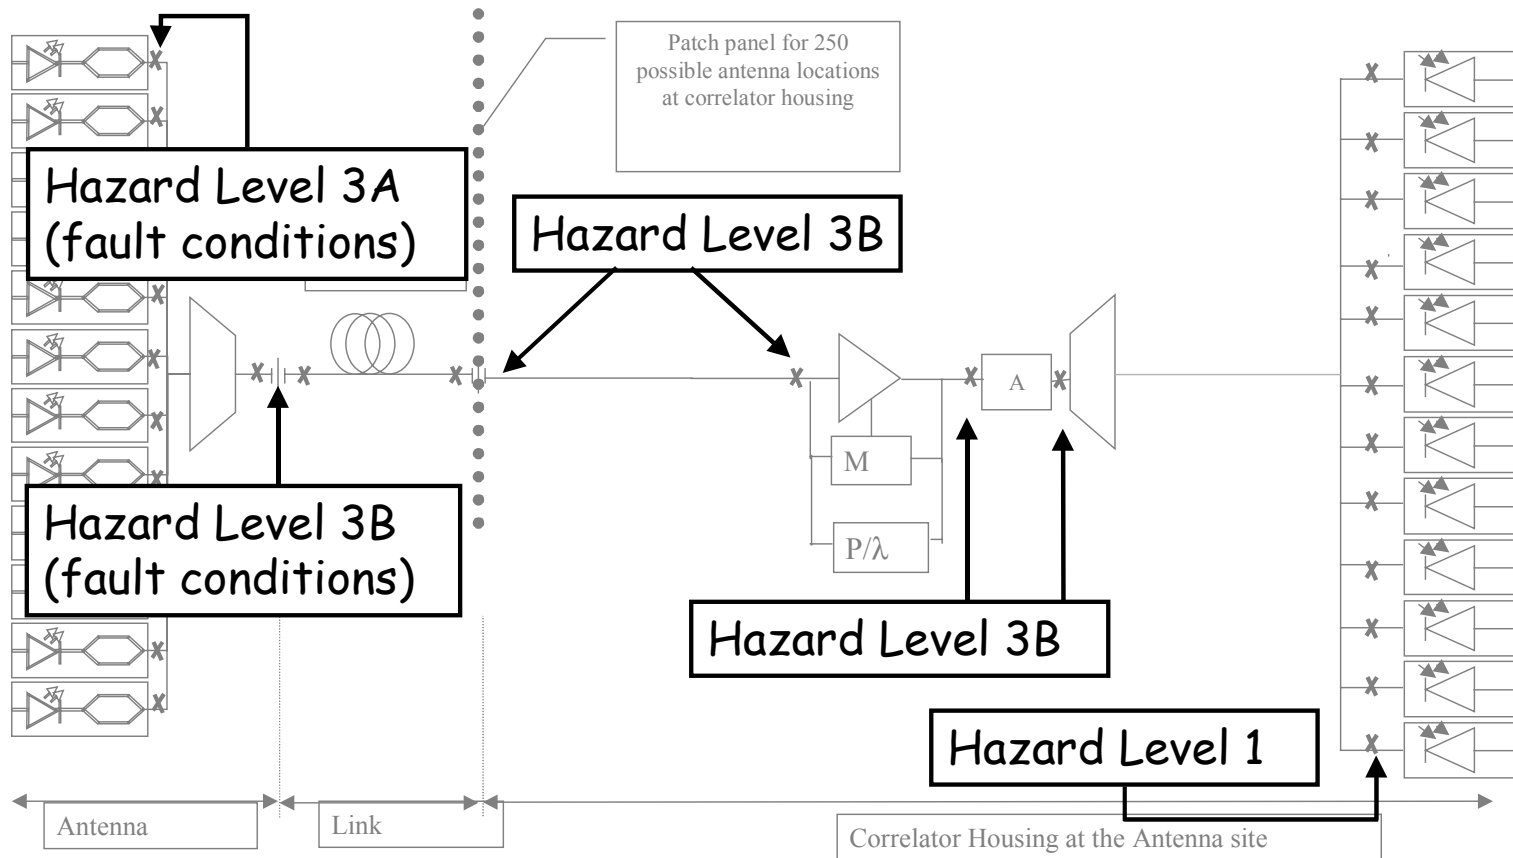 Patch panel for 250
possible antenna locations
at correlator housing
Hazard Level 3A
(fault conditions)
Hazard Level 3B
A
M
P/λ
Hazard Level 3B
(fault conditions)
Hazard Level 3B
Hazard Level 1
Antenna
Link
Correlator Housing at the Antenna site